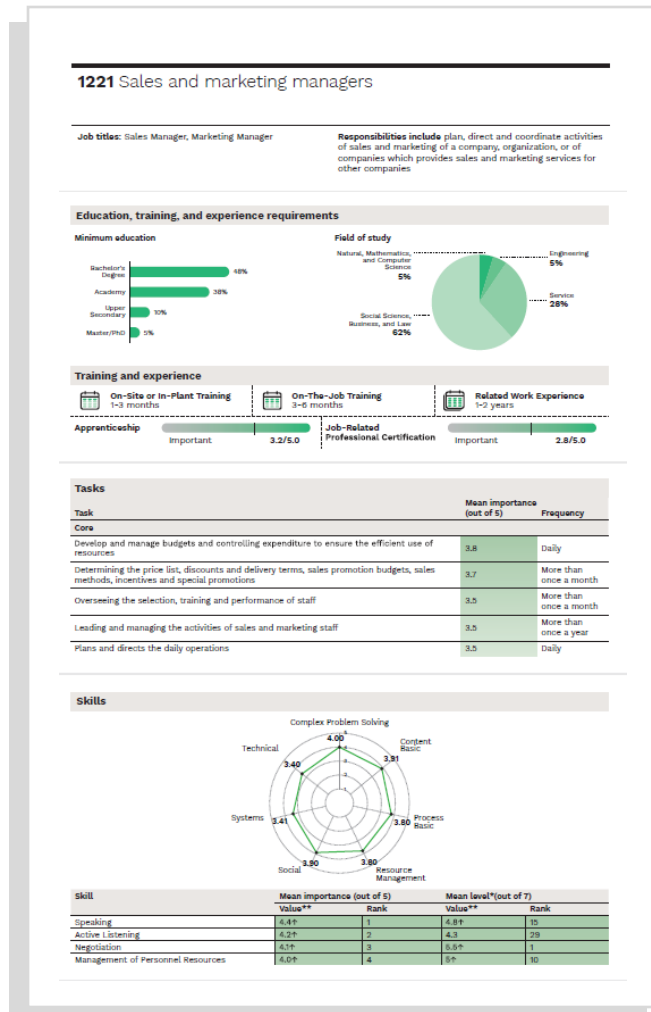 1221 Sales and marketing managers
Job titles: Sales Manager, Marketing Manager
Responsibilities include plan, direct and coordinate activities
of sales and marketing of a company, organization, or of
companies which provides sales and marketing services for
other companies
Education, training, and experience requirements
Minimum education
Bachelor's
Degree
48%
Academy
38%
Upper
Secondary
10%
Master/PhD
5%
Field of study
Natural, Mathematics,
and Computer
Science
5%
Engineering
5%
Service
28%
Social Science,
Business, and Law
62%
Training and experience
On-Site or In-Plant Training
1-3 months
On-The-Job Training
3-6 months
Related Work Experience
1-2 years
Apprenticeship
Important
3.2/5.0
Job-Related
Professional Certification
Important
2.8/5.0
Tasks
Task
Mean importance
(out of 5)
Frequency
Core
Develop and manage budgets and controlling expenditure to ensure the efficient use of
resources
3.8
Daily
Determining the price list, discounts and delivery terms, sales promotion budgets, sales
methods, incentives and special promotions
3.7
More than
once a month
Overseeing the selection, training and performance of staff
3.5
More than
once a month
Leading and managing the activities of sales and marketing staff
3.5
More than
once a year
Plans and directs the daily operations
3.5
Daily
Skills
Complex Problem Solving
4.00
Content
Basic
3.91
Process
Basic
3.80
Resource
Management
3.80
Social
3.90
Systems
3.41
Technical
3.40
5
4
3
2
1
Skill
Mean importance (out of 5)
Mean level*(out of 7)
Value** Rank Value** Rank
Speaking 4.4↑ 1 4.8↑ 15
Active Listening 4.2↑ 2 4.3 29
Negotiation 4.1↑ 3 5.5↑ 1
Management of Personnel Resources 4.0↑ 4 5↑ 10